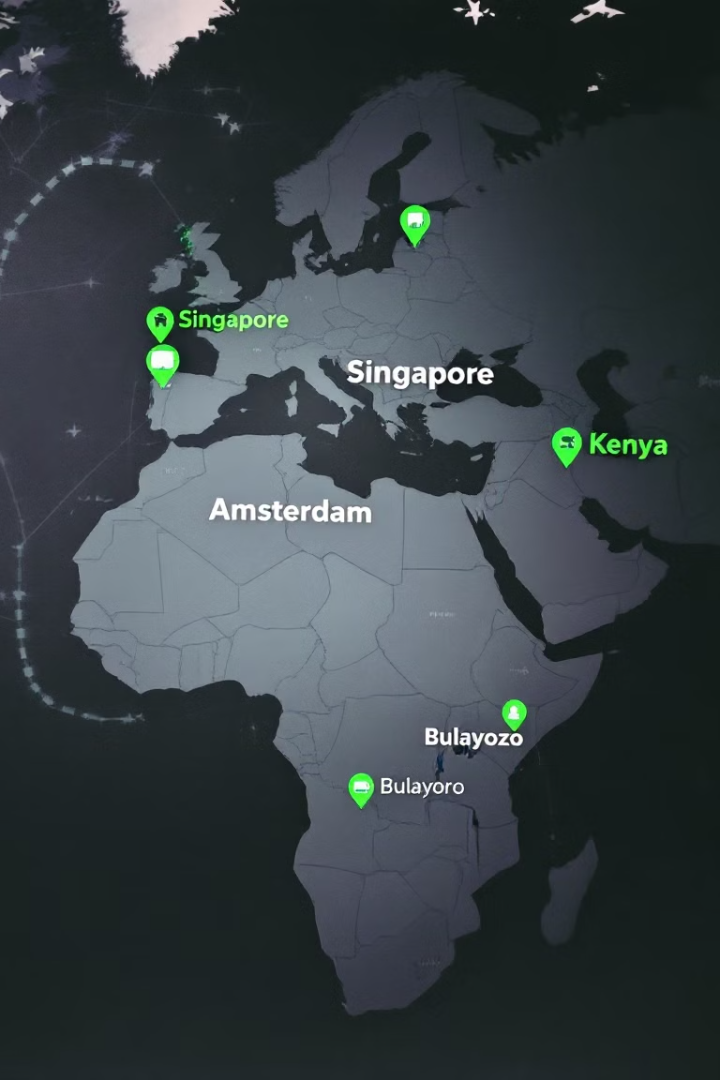 Singapore
Singapore
Kenya
Amsterdam
Bulayozo
Bulayoro